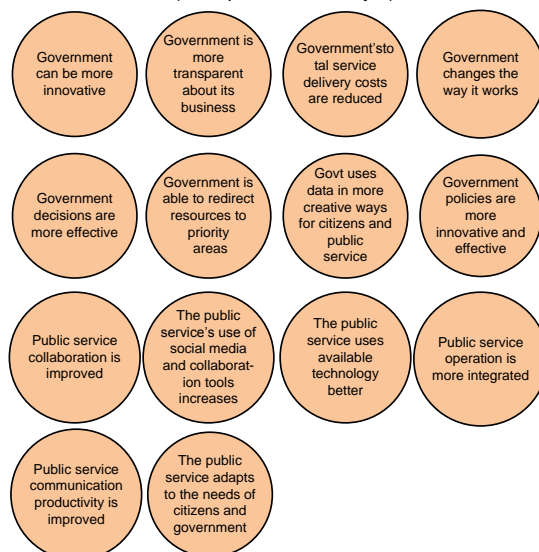 Government
can be more
innovative
Government is
more
transparent
about its
business
Government'sto
tal service
delivery costs
are reduced
Government
changes the
way it works
Government
decisions are
more effective
Government is
able to redirect
resources to
priority
areas
Govt uses
data in more
creative ways
for citizens and
public
service
Government
policies are
more
innovative and
effective
Public service
collaboration is
improved
The public
service's use of
social media
and collaborat-
ion tools
increases
The public
service uses
available
technology
better
Public service
operation is
more integrated
Public service
communication
productivity is
improved
The public
service adapts
to the needs of
citizens and
government